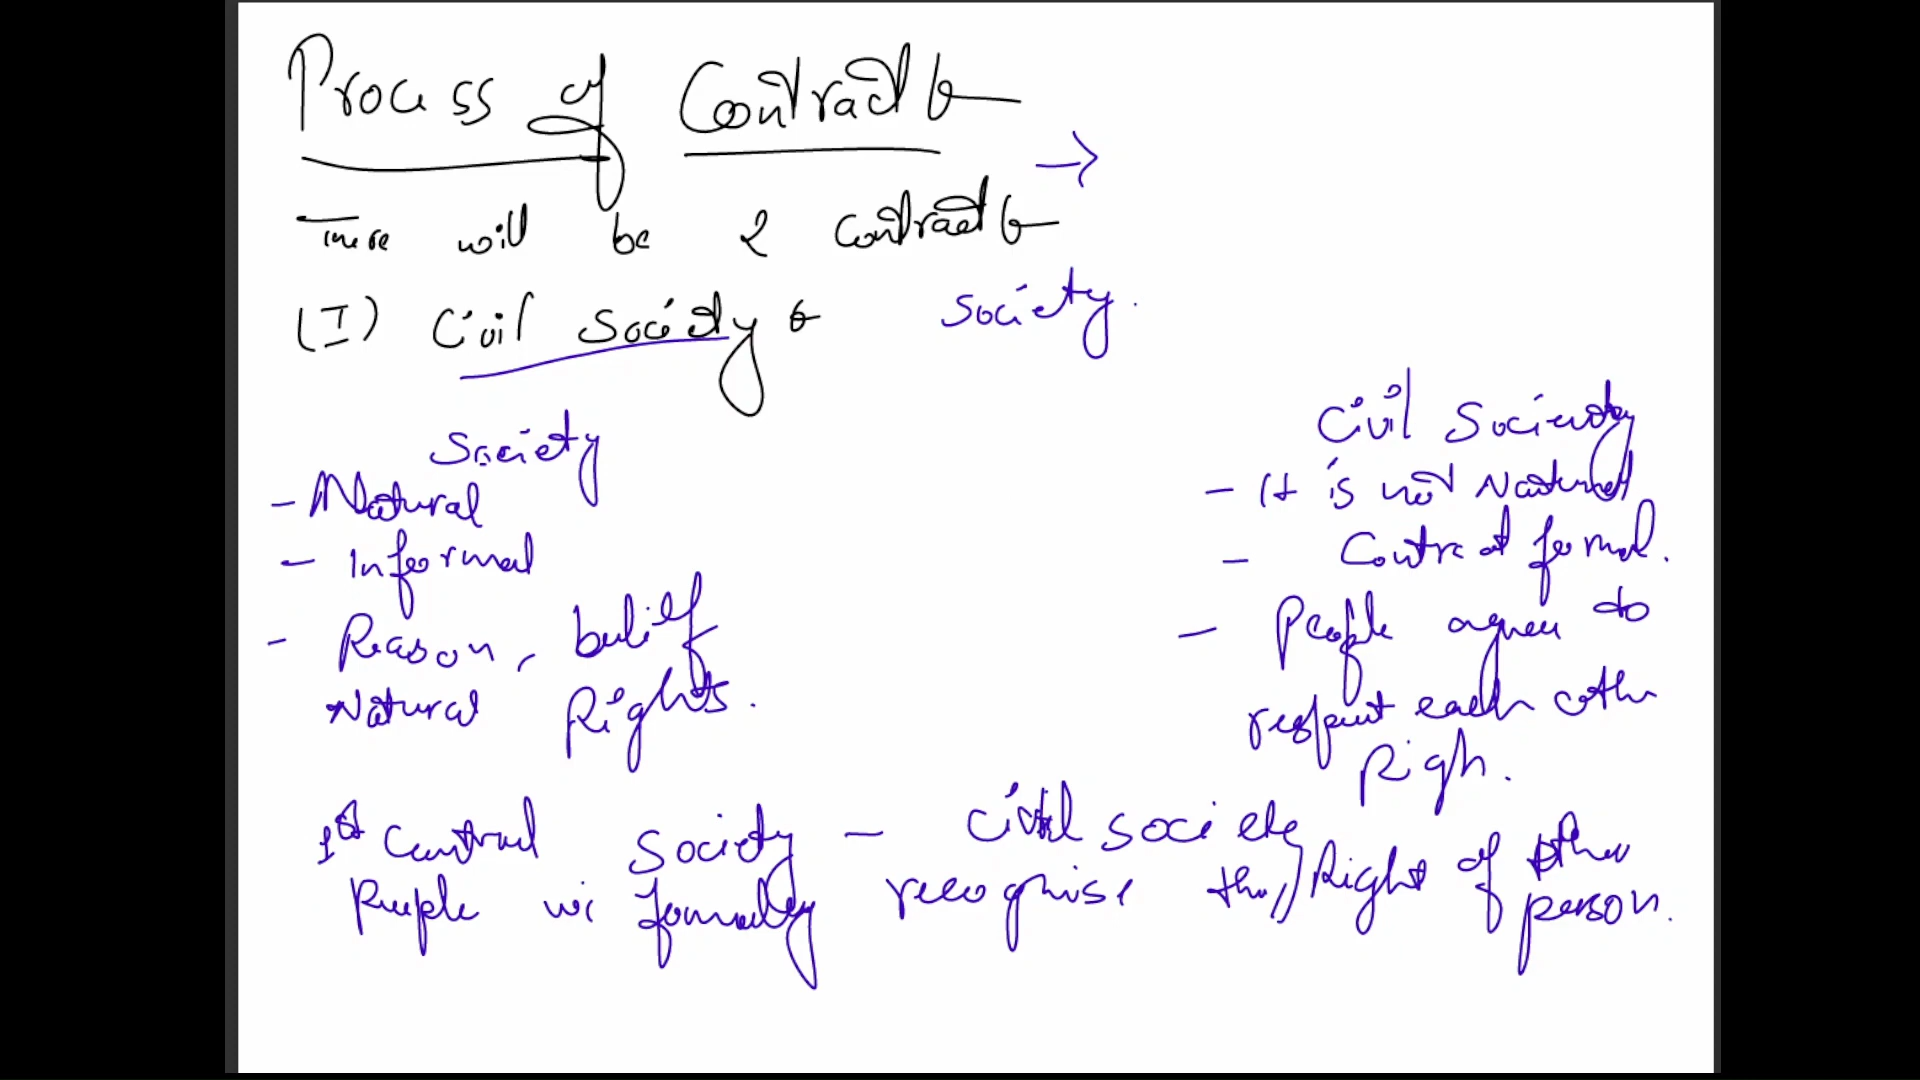 Process of Contract
→
There will be 2 contract
(I) Civil Society
Society.
Society
- Natural
- Informal
- Reason, belief
Natural Rights.
Civil Society
- It is not Natural
- Contract formal.
- People agree to
respect each other
Righ.
1st Contract Society - Civil Society
People formally recognise the Right of other
person.